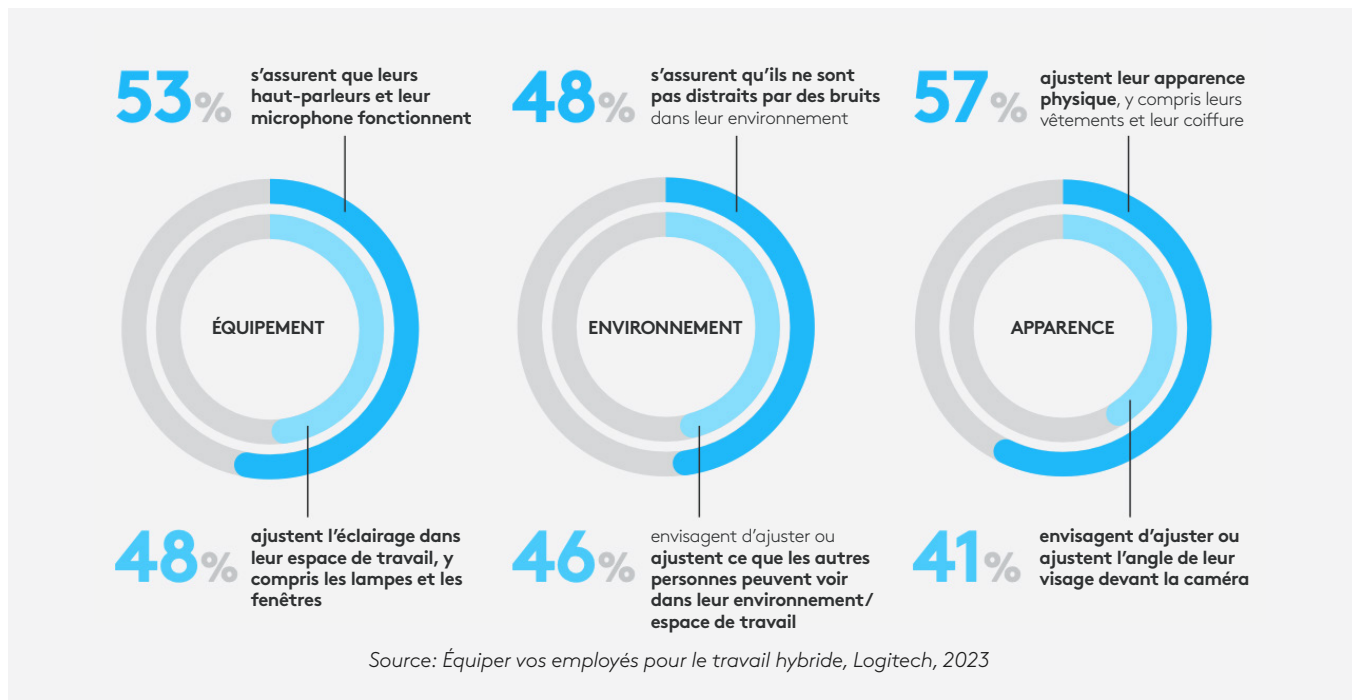 53%
s’assurent que leurs
haut-parleurs et leur
microphone fonctionnent
48%
s’assurent qu’ils ne sont
pas distraits par des bruits
dans leur environnement
57%
ajustent leur apparence
physique, y compris leurs
vêtements et leur coiffure
ÉQUIPEMENT
ENVIRONNEMENT
APPARENCE
48%
ajustent l’éclairage dans
leur espace de travail, y
compris les lampes et les
fenêtres
46%
envisagent d’ajuster ou
ajustent ce que les autres
personnes peuvent voir
dans leur environnement/
espace de travail
41%
envisagent d’ajuster ou
ajustent l’angle de leur
visage devant la caméra
Source: Équiper vos employés pour le travail hybride, Logitech, 2023